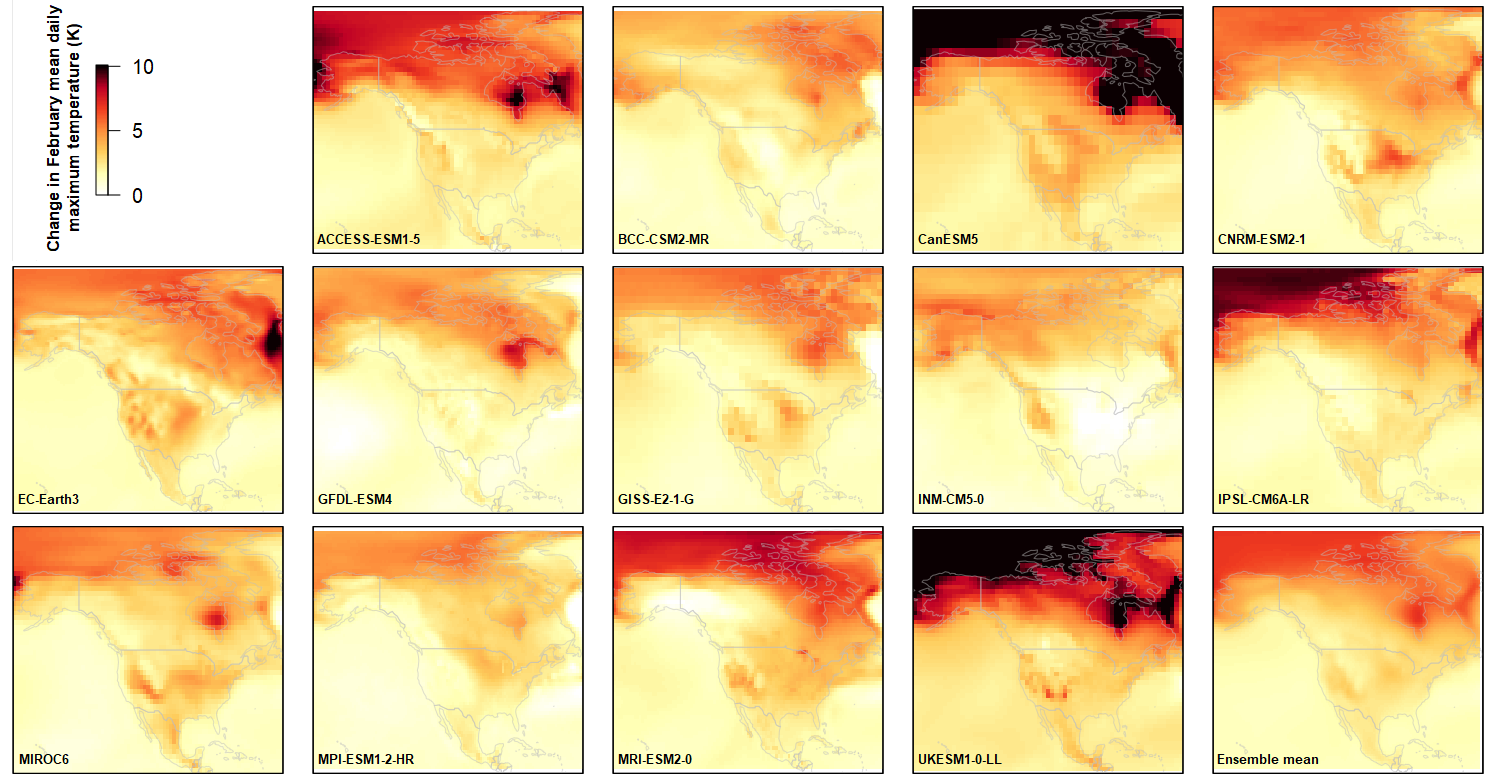 Change in February mean daily
maximum temperature (K)
10
5
0
ACCESS-ESM1-5
BCC-CSM2-MR
CanESM5
CNRM-ESM2-1
EC-Earth3
GFDL-ESM4
GISS-E2-1-G
INM-CM5-0
IPSL-CM6A-LR
MIROC6
MPI-ESM1-2-HR
MRI-ESM2-0
UKESM1-0-LL
Ensemble mean